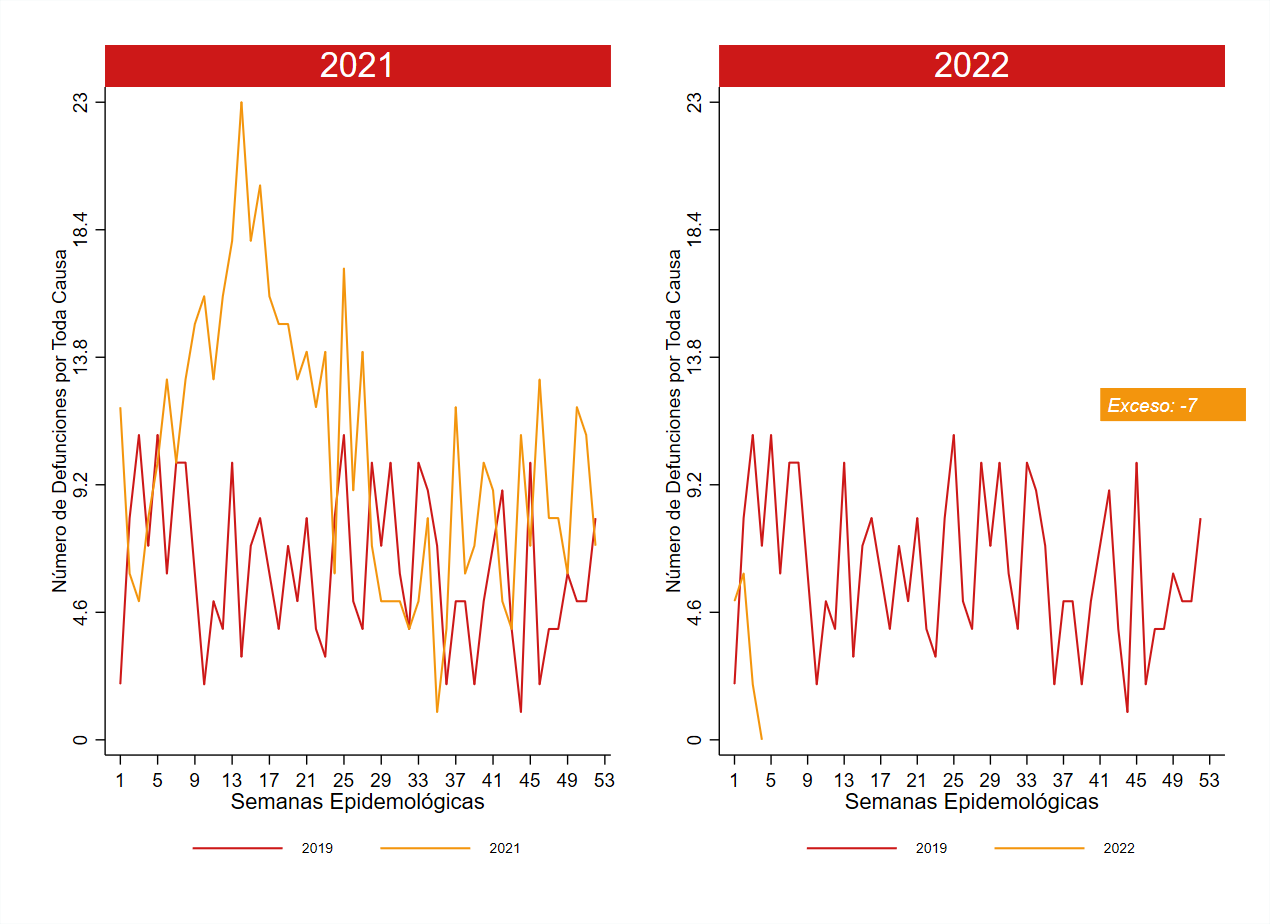 2021
Número de Defunciones por Toda Causa
23
18.4
13.8
9.2
4.6
0
1 5 9 13 17 21 25 29 33 37 41 45 49 53
Semanas Epidemológicas
2019 2021
2022
Número de Defunciones por Toda Causa
23
18.4
13.8
9.2
4.6
0
Exceso: -7
1 5 9 13 17 21 25 29 33 37 41 45 49 53
Semanas Epidemológicas
2019 2022